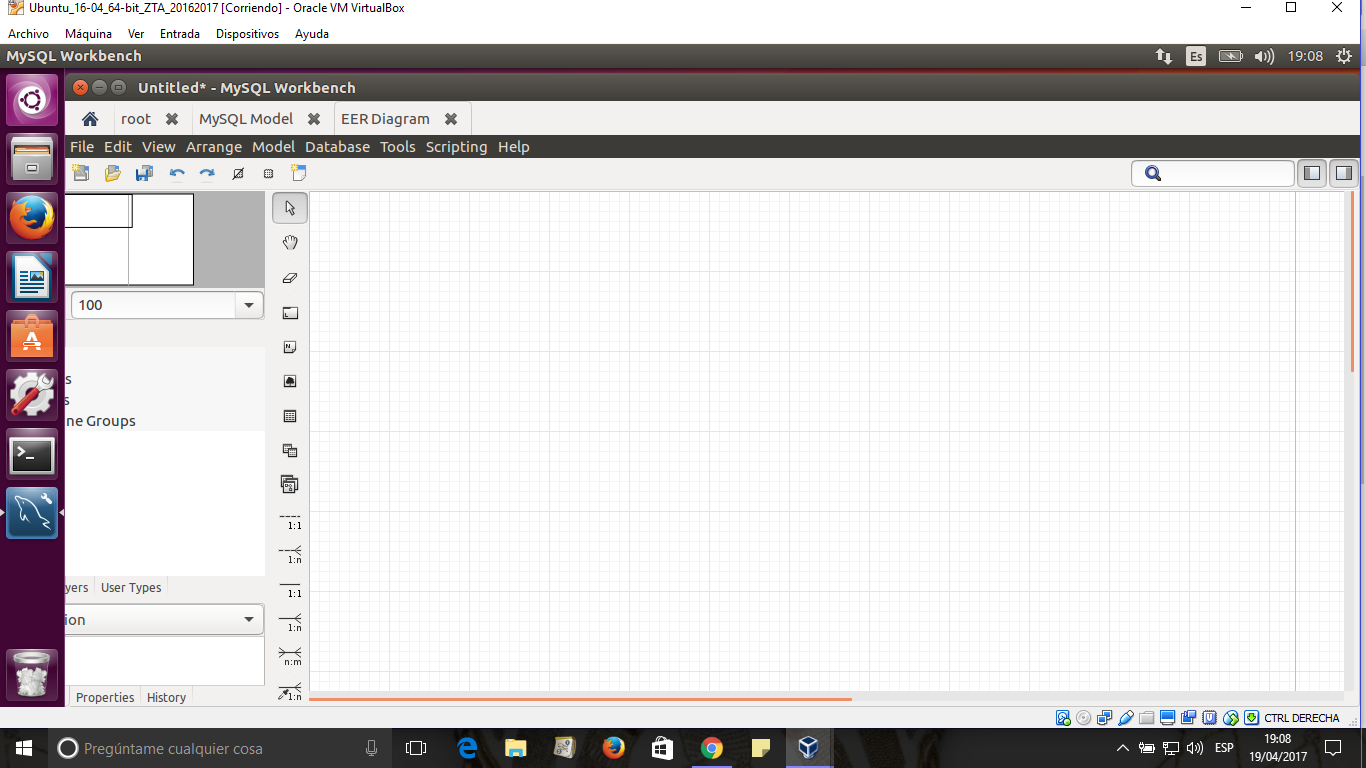 Ubuntu_16-04_64-bit_ZTA_20162017 [Corriendo] - Oracle VM VirtualBox
Archivo Máquina Ver Entrada Dispositivos Ayuda
MySQL Workbench Es 19:08
Untitled* - MySQL Workbench
root MySQL Model EER Diagram
File Edit View Arrange Model Database Tools Scripting Help
100
s
s
ne Groups
1:1
1:n
yers User Types
1:1
ion
1:n
n:m
Properties History
1:n
CTRL DERECHA
Pregúntame cualquier cosa
ESP
19:08
19/04/2017